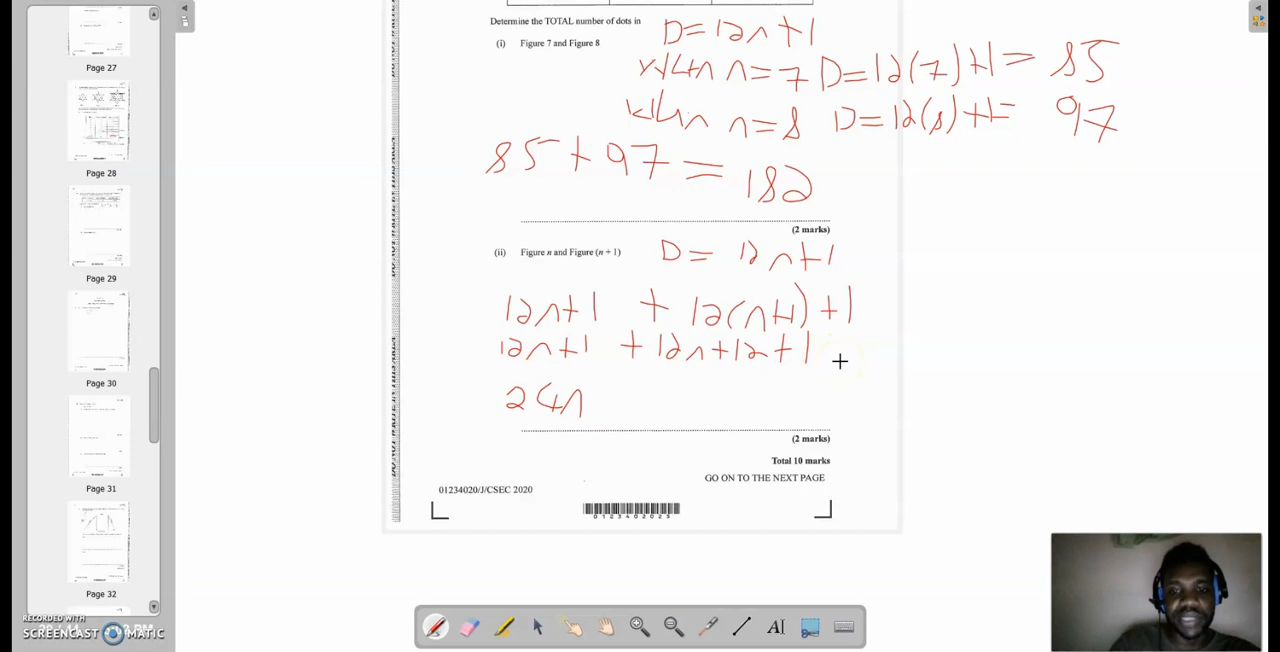 Page 27
Page 28
Page 29
Page 30
Page 31
Page 32
Determine the TOTAL number of dots in
D = 12n+1
(i) Figure 7 and Figure 8
n = 7 D = 12(7)+1 = 85
n = 8 D = 12(8)+1 = 97
85 + 97 = 182
(2 marks)
(ii) Figure n and Figure (n + 1) D = 12n+1
12n+1 + 12(n+1) + 1
12n+1 + 12n+12+1
24n
(2 marks)
Total 10 marks
GO ON TO THE NEXT PAGE
01234020/J/CSEC 2020
0123402025
RECORDED WITH
SCREENCAST MATIC
AI